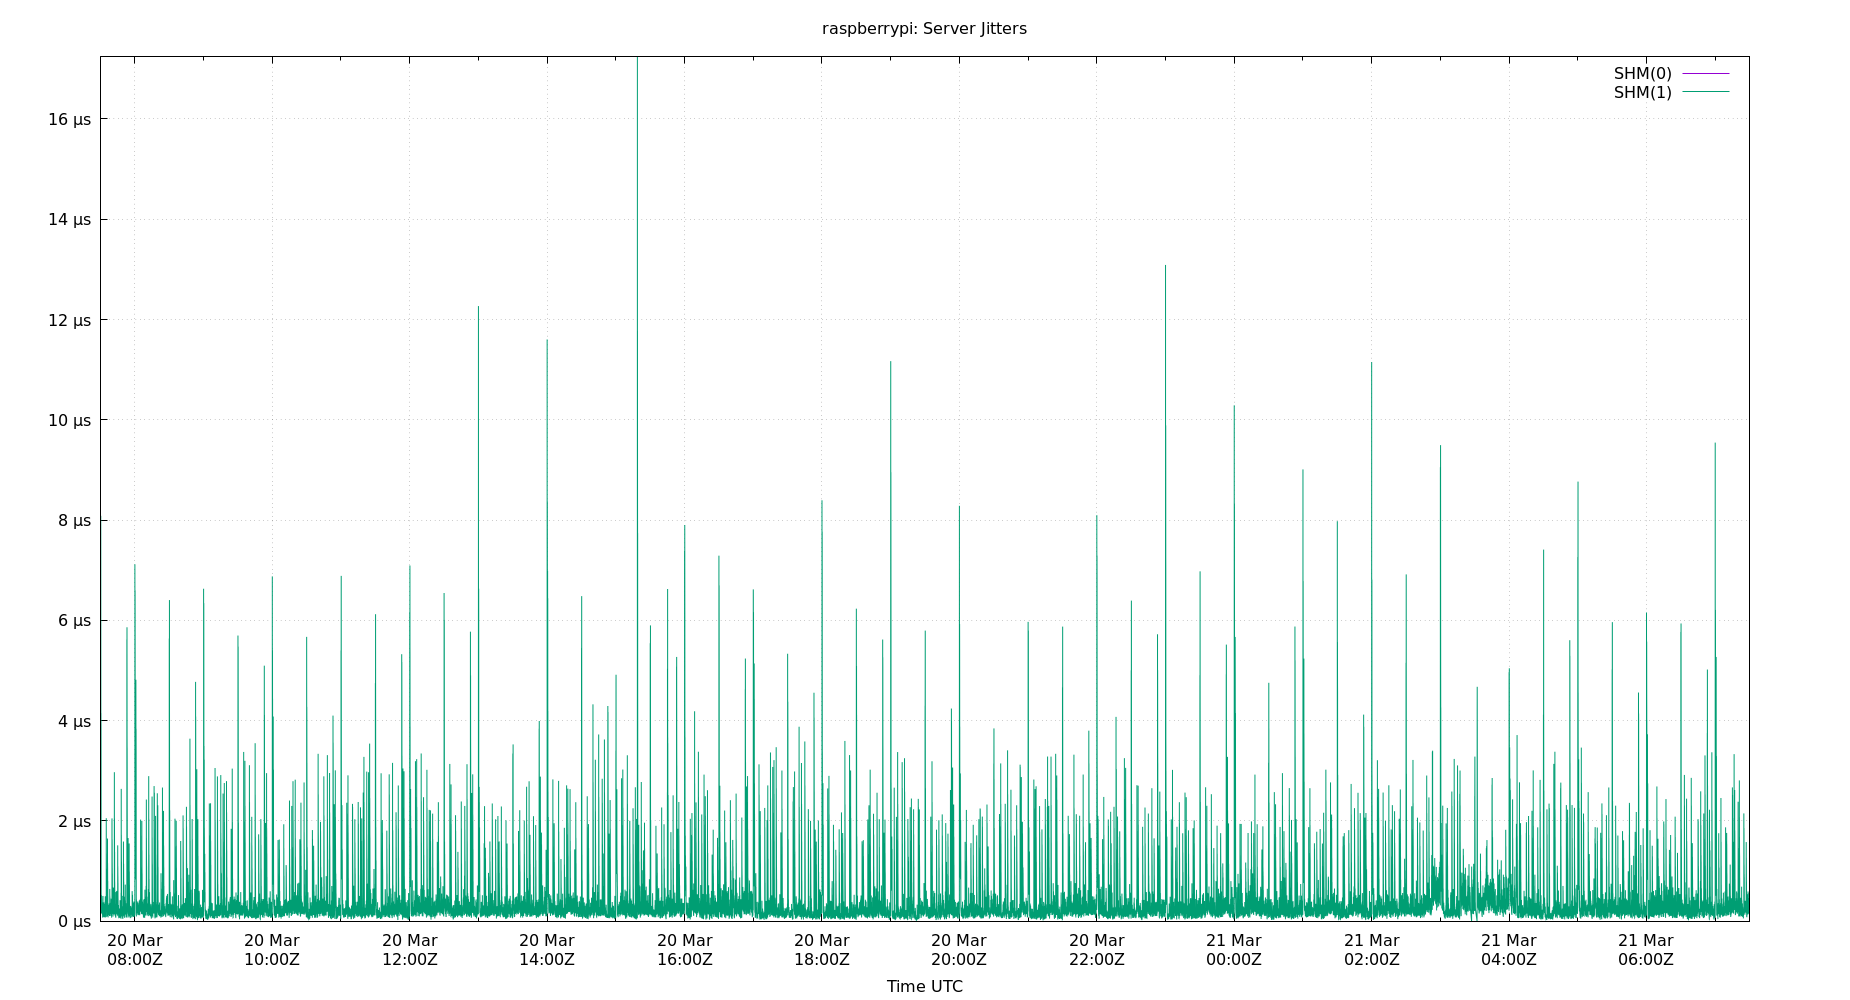 raspberrypi: Server Jitters
SHM(0)
SHM(1)
16 µs
14 µs
12 µs
10 µs
8 µs
6 µs
4 µs
2 µs
0 µs
20 Mar 20 Mar 20 Mar 20 Mar 20 Mar 20 Mar 20 Mar 20 Mar 21 Mar 21 Mar 21 Mar 21 Mar
08:00Z 10:00Z 12:00Z 14:00Z 16:00Z 18:00Z 20:00Z 22:00Z 00:00Z 02:00Z 04:00Z 06:00Z
Time UTC